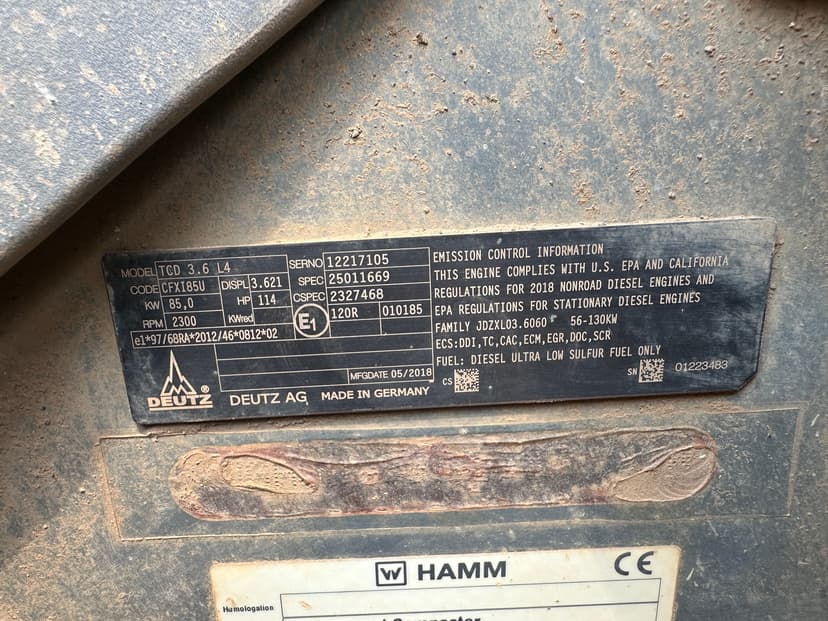 MODEL TCD 3.6 L4
CODE CFXI85U DISPL 3.621
KW 85,0 HP 114
RPM 2300 KWred
e1*97/68RA*2012/46*0812*02
SERNO 12217105
SPEC 25011669
CSPEC 2327468
E1 120R 010185
MFGDATE 05/2018
DEUTZ ®
DEUTZ AG MADE IN GERMANY
EMISSION CONTROL INFORMATION
THIS ENGINE COMPLIES WITH U.S. EPA AND CALIFORNIA
REGULATIONS FOR 2018 NONROAD DIESEL ENGINES AND
EPA REGULATIONS FOR STATIONARY DIESEL ENGINES
FAMILY JDZXL03.6060 56-130KW
ECS:DDI,TC,CAC,ECM,EGR,DOC,SCR
FUEL: DIESEL ULTRA LOW SULFUR FUEL ONLY
CS SN 01223483
W HAMM CE
Homologation